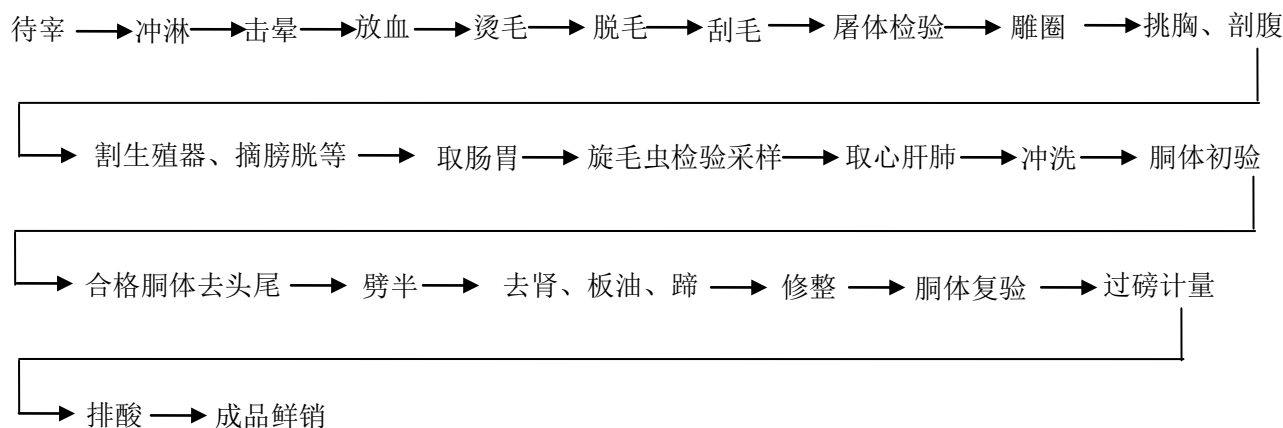 待宰 冲淋 击晕 放血 烫毛 脱毛 刮毛 屠体检验 雕圈 挑胸、剖腹
割生殖器、摘膀胱等 取肠胃 旋毛虫检验采样 取心肝肺 冲洗 胴体初验
合格胴体去头尾 劈半 去肾、板油、蹄 修整 胴体复验 过磅计量
排酸 成品鲜销